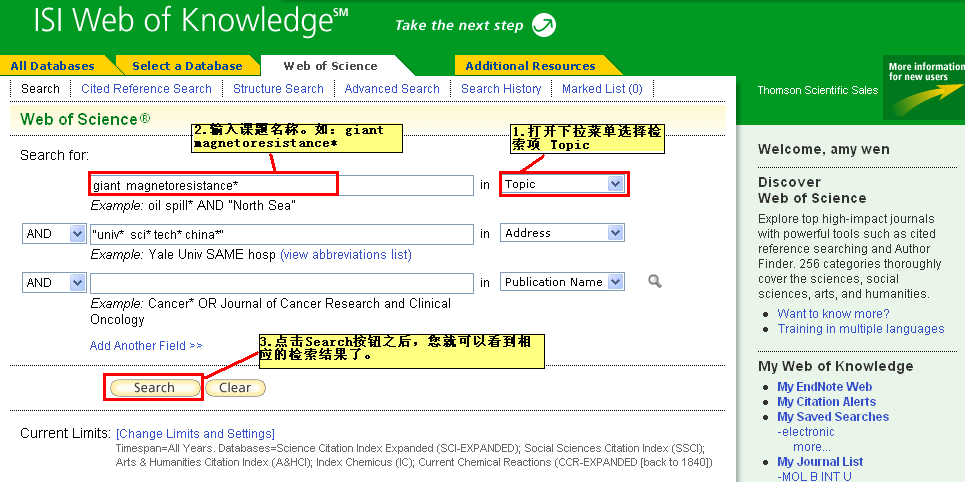 ISI Web of Knowledge℠
Take the next step
All Databases
Select a Database
Web of Science
Additional Resources
More information
for new users
Search
Cited Reference Search
Structure Search
Advanced Search
Search History
Marked List (0)
Thomson Scientific Sales
Web of Science®
2.输入课题名称。如：giant
magnetoresistance*
1.打开下拉菜单选择检
索项 Topic
Search for:
giant magnetoresistance*
in
Topic
Example: oil spill* AND "North Sea"
AND
"univ* sci* tech* china*"
in
Address
Example: Yale Univ SAME hosp (view abbreviations list)
AND
in
Publication Name
Example: Cancer* OR Journal of Cancer Research and Clinical
Oncology
Add Another Field >>
3.点击Search按钮之后，您就可以看到相
应的检索结果了。
Search
Clear
Current Limits: [Change Limits and Settings]
Timespan=All Years. Databases=Science Citation Index Expanded (SCI-EXPANDED); Social Sciences Citation Index (SSCI);
Arts & Humanities Citation Index (A&HCI); Index Chemicus (IC); Current Chemical Reactions (CCR-EXPANDED [back to 1840])
Welcome, amy wen
Discover
Web of Science
Explore top high-impact journals
with powerful tools such as cited
reference searching and Author
Finder. 256 categories thoroughly
cover the sciences, social
sciences, arts, and humanities.
Want to know more?
Training in multiple languages
My Web of Knowledge
My EndNote Web
My Citation Alerts
My Saved Searches
-electronic
more...
My Journal List
-MOL B INT U